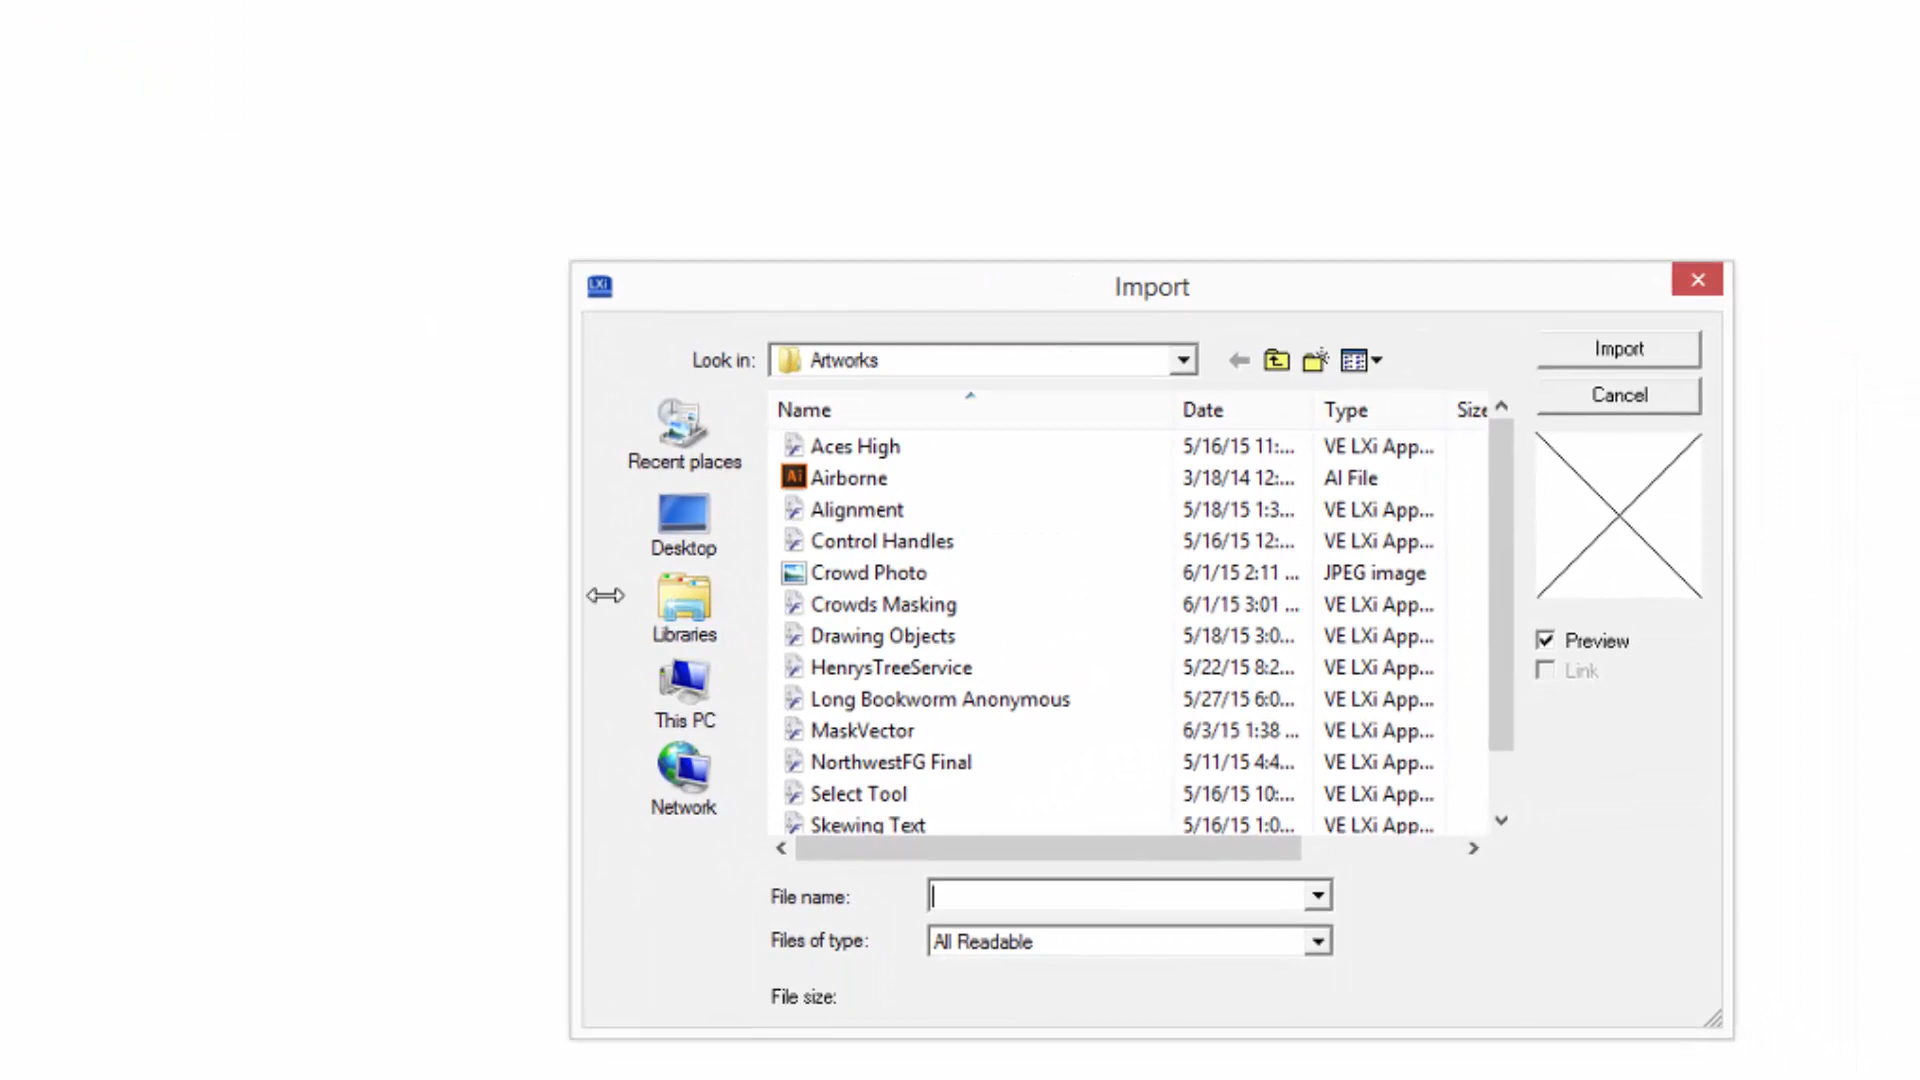 LXi
Import
Look in:
Artworks
Import
Cancel
Name Date Type Size
Aces High 5/16/15 11:... VE LXi App...
Ai Airborne 3/18/14 12:... AI File
Alignment 5/18/15 1:3... VE LXi App...
Control Handles 5/16/15 12:... VE LXi App...
Crowd Photo 6/1/15 2:11 ... JPEG image
Crowds Masking 6/1/15 3:01 ... VE LXi App...
Drawing Objects 5/18/15 3:0... VE LXi App...
HenrysTreeService 5/22/15 8:2... VE LXi App...
Long Bookworm Anonymous 5/27/15 6:0... VE LXi App...
MaskVector 6/3/15 1:38 ... VE LXi App...
NorthwestFG Final 5/11/15 4:4... VE LXi App...
Select Tool 5/16/15 10:... VE LXi App...
Skewing Text 5/16/15 1:0... VE LXi App...
Recent places
Desktop
Libraries
This PC
Network
Preview
Link
File name:
Files of type: All Readable
File size: